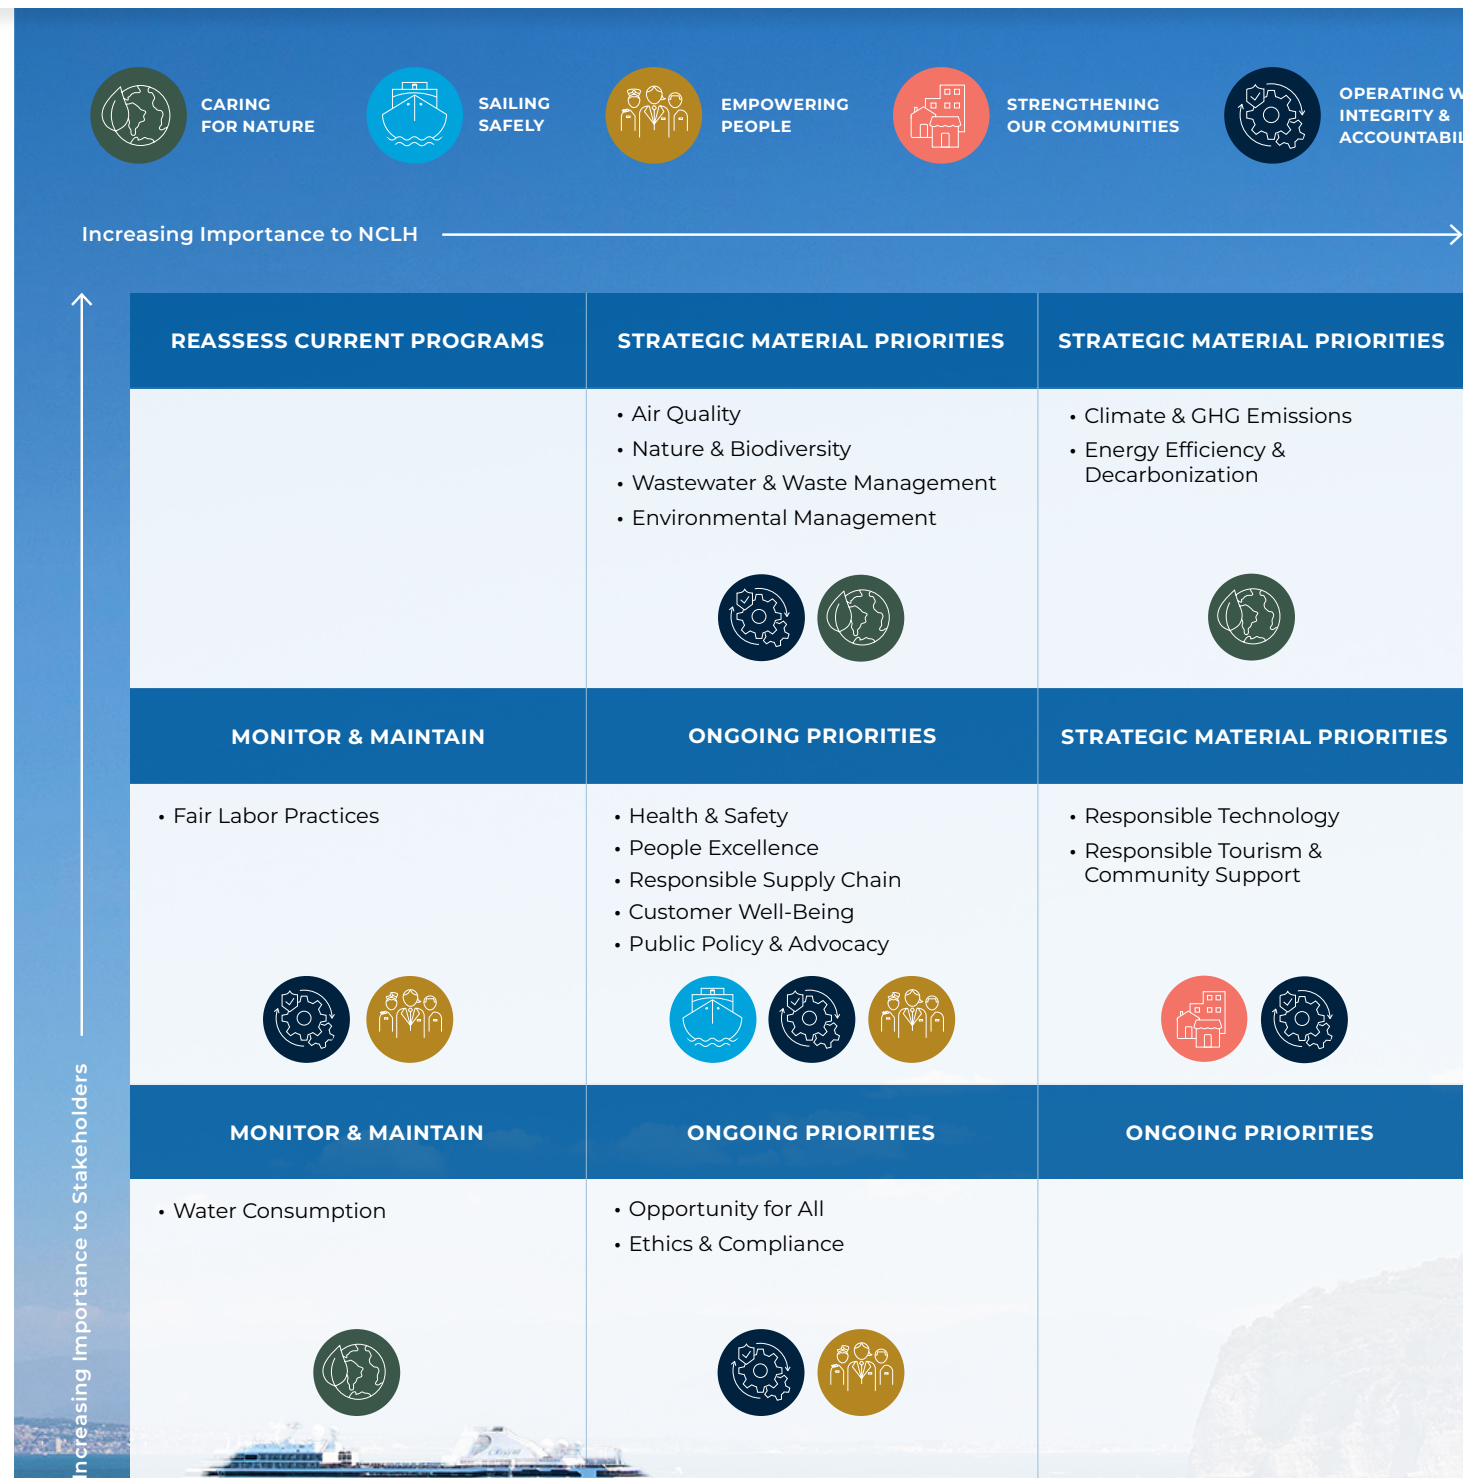 CARING
FOR NATURE
SAILING
SAFELY
EMPOWERING
PEOPLE
STRENGTHENING
OUR COMMUNITIES
OPERATING
INTEGRITY &
Increasing Importance to NCLH
Increasing Importance to Stakeholders
REASSESS CURRENT PROGRAMS
STRATEGIC MATERIAL PRIORITIES
STRATEGIC MATERIAL PRIORITIES
• Air Quality
• Nature & Biodiversity
• Wastewater & Waste Management
• Environmental Management
• Climate & GHG Emissions
• Energy Efficiency &
Decarbonization
MONITOR & MAINTAIN
ONGOING PRIORITIES
STRATEGIC MATERIAL PRIORITIES
• Fair Labor Practices
• Health & Safety
• People Excellence
• Responsible Supply Chain
• Customer Well-Being
• Public Policy & Advocacy
• Responsible Technology
• Responsible Tourism &
Community Support
MONITOR & MAINTAIN
ONGOING PRIORITIES
ONGOING PRIORITIES
• Water Consumption
• Opportunity for All
• Ethics & Compliance